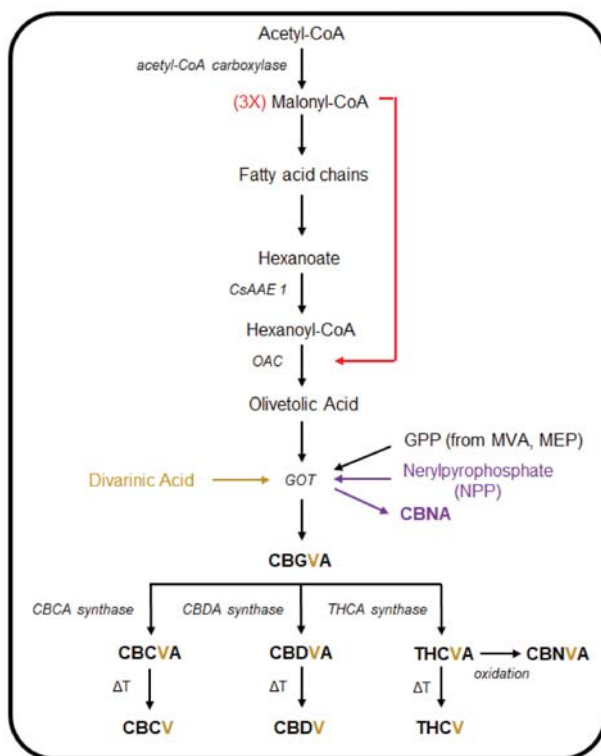 Acetyl-CoA
acetyl-CoA carboxylase
(3X) Malonyl-CoA
Fatty acid chains
Hexanoate
CsAAE 1
Hexanoyl-CoA
OAC
Olivetolic Acid
GPP (from MVA, MEP)
Divarinic Acid
GOT
Nerylpyrophosphate
(NPP)
CBNA
CBGVA
CBCA synthase
CBDA synthase
THCA synthase
CBCVA
CBDVA
THCVA
CBNVA
oxidation
ΔT
ΔT
ΔT
CBCV
CBDV
THCV